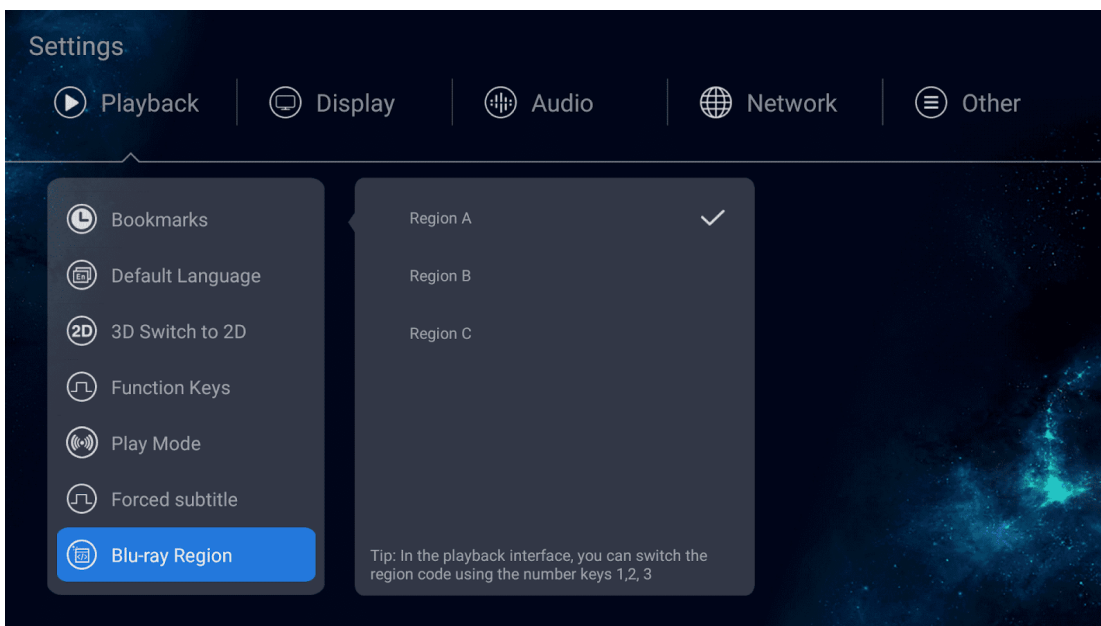 Settings
Playback
Display
Audio
Network
Other
Bookmarks
En
Default Language
2D
3D Switch to 2D
Function Keys
Play Mode
Forced subtitle
Blu-ray Region
Region A
Region B
Region C
Tip: In the playback interface, you can switch the
region code using the number keys 1,2, 3